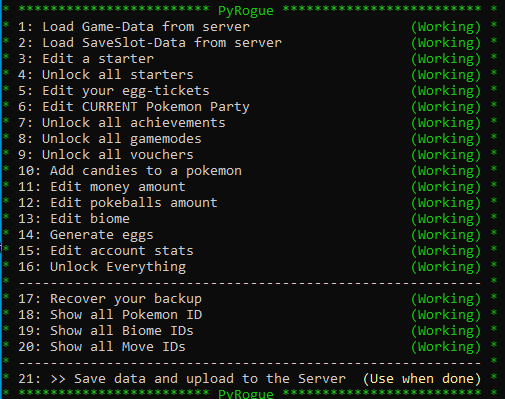 * ************************ PyRogue ************************* *
* 1: Load Game-Data from server (Working) *
* 2: Load SaveSlot-Data from server (Working) *
* 3: Edit a starter (Working) *
* 4: Unlock all starters (Working) *
* 5: Edit your egg-tickets (Working) *
* 6: Edit CURRENT Pokemon Party (Working) *
* 7: Unlock all achievements (Working) *
* 8: Unlock all gamemodes (Working) *
* 9: Unlock all vouchers (Working) *
* 10: Add candies to a pokemon (Working) *
* 11: Edit money amount (Working) *
* 12: Edit pokeballs amount (Working) *
* 13: Edit biome (Working) *
* 14: Generate eggs (Working) *
* 15: Edit account stats (Working) *
* 16: Unlock Everything (Working) *
* --------------------------------------------------------- *
* 17: Recover your backup (Working) *
* 18: Show all Pokemon ID (Working) *
* 19: Show all Biome IDs (Working) *
* 20: Show all Move IDs (Working) *
* --------------------------------------------------------- *
* 21: >> Save data and upload to the Server (Use when done) *
* ************************ PyRogue ************************* *